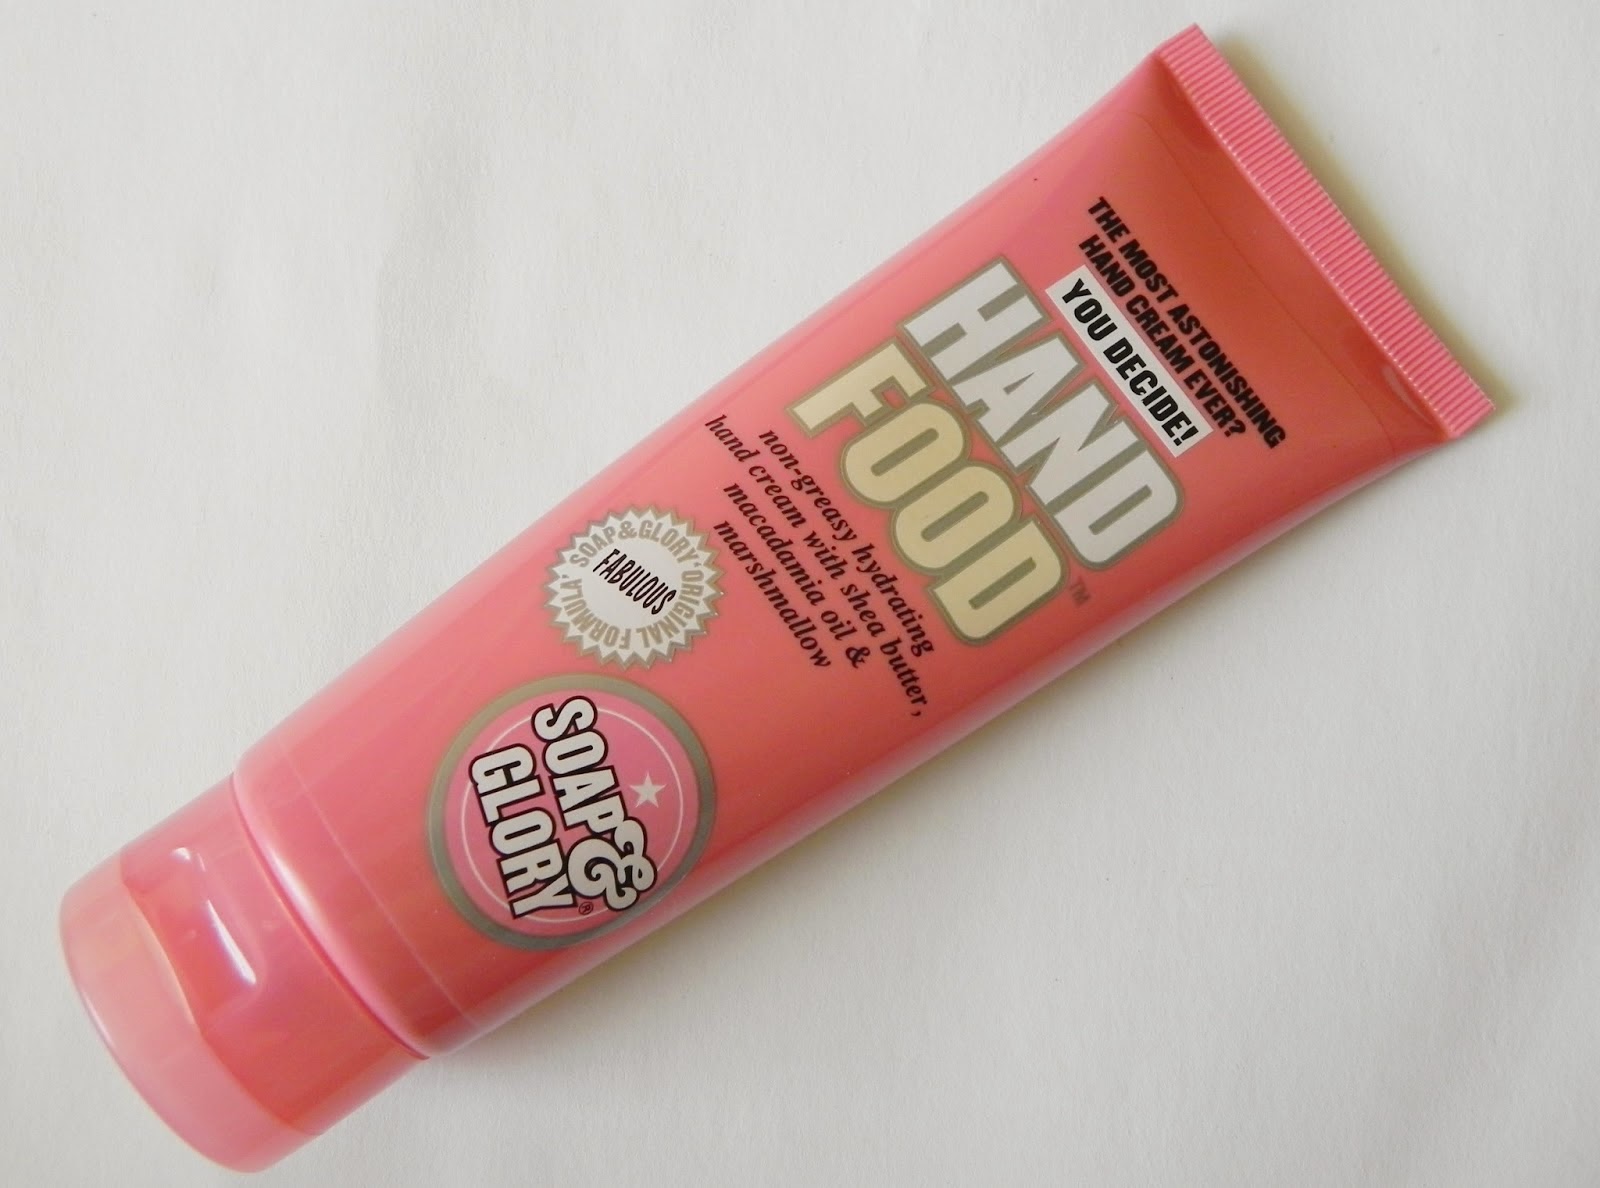 THE MOST ASTONISHING
HAND CREAM EVER?
YOU DECIDE!
HAND
FOOD™
non-greasy hydrating
hand cream with shea butter,
macadamia oil &
marshmallow
SOAP&GLORY ORIGINAL FORMULA
FABULOUS
SOAP&
GLORY®